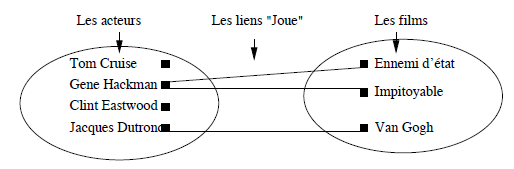 Les acteurs
Les liens "Joue"
Les films
Tom Cruise
Gene Hackman
Clint Eastwood
Jacques Dutronc
Ennemi d'état
Impitoyable
Van Gogh